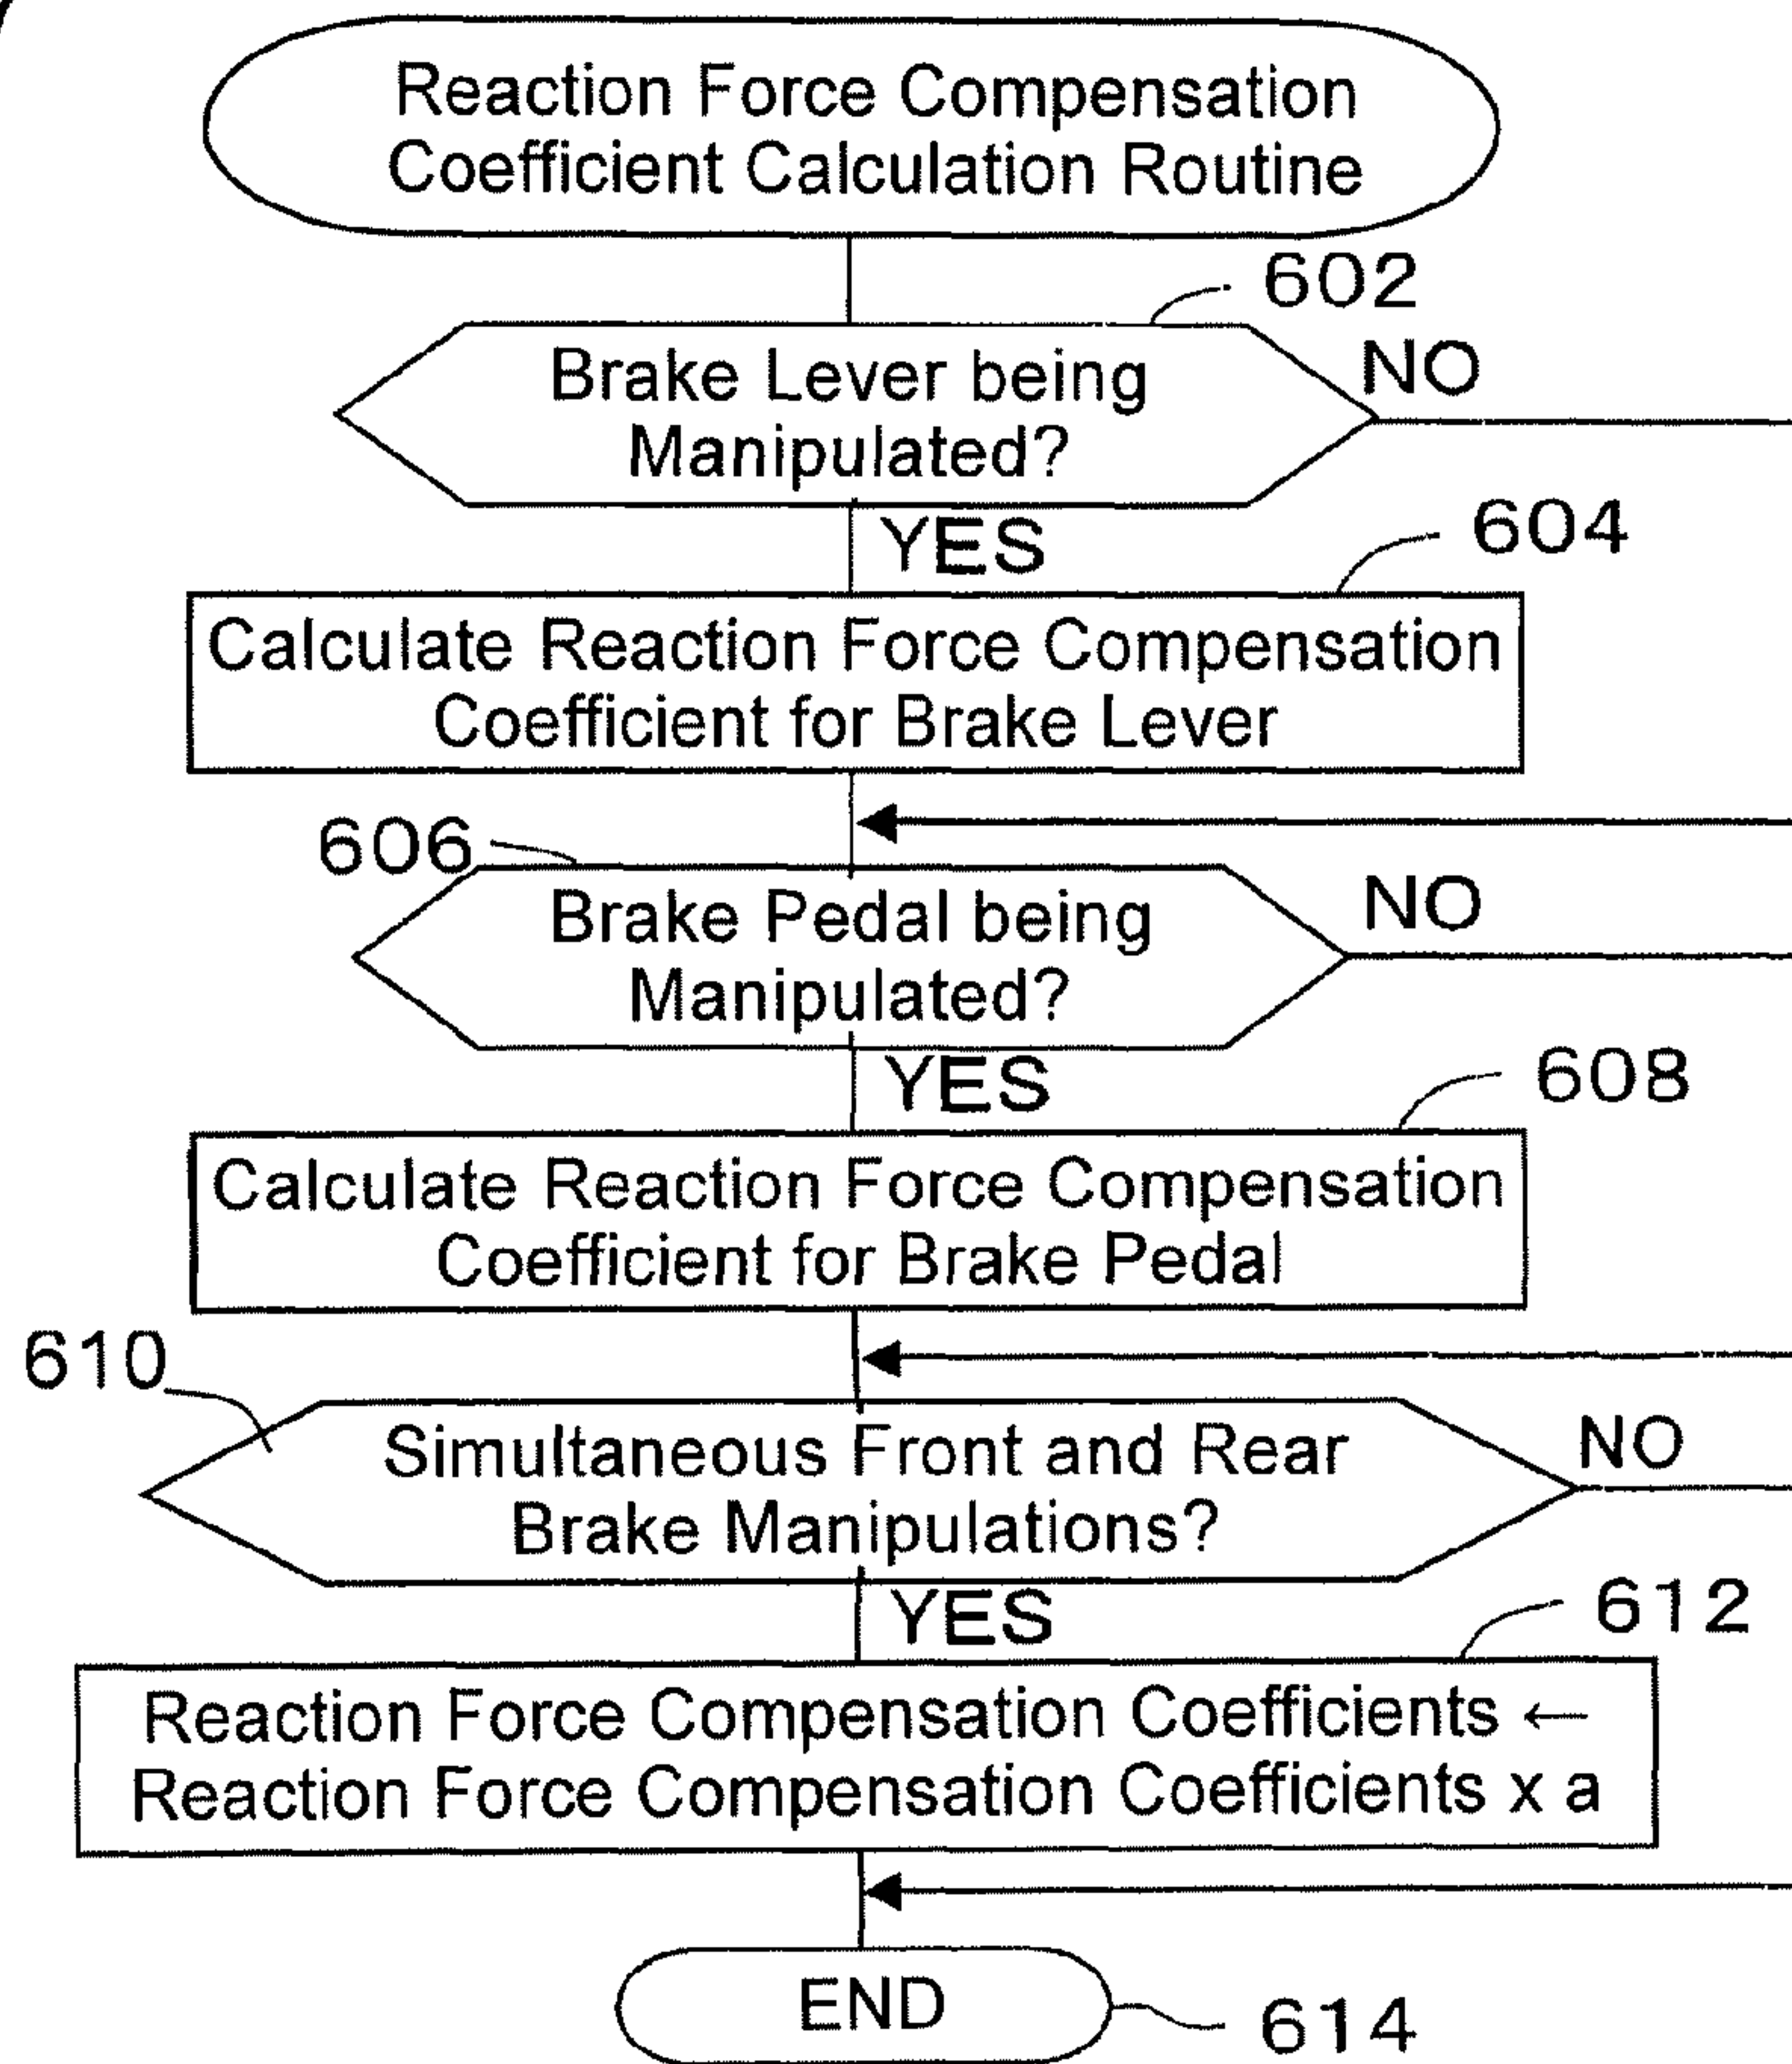 Reaction Force Compensation
Coefficient Calculation Routine
602
Brake Lever being
Manipulated?
NO
YES
604
Calculate Reaction Force Compensation
Coefficient for Brake Lever
606
Brake Pedal being
Manipulated?
NO
YES
608
Calculate Reaction Force Compensation
Coefficient for Brake Pedal
610
Simultaneous Front and Rear
Brake Manipulations?
NO
YES
612
Reaction Force Compensation Coefficients ←
Reaction Force Compensation Coefficients x a
END
614